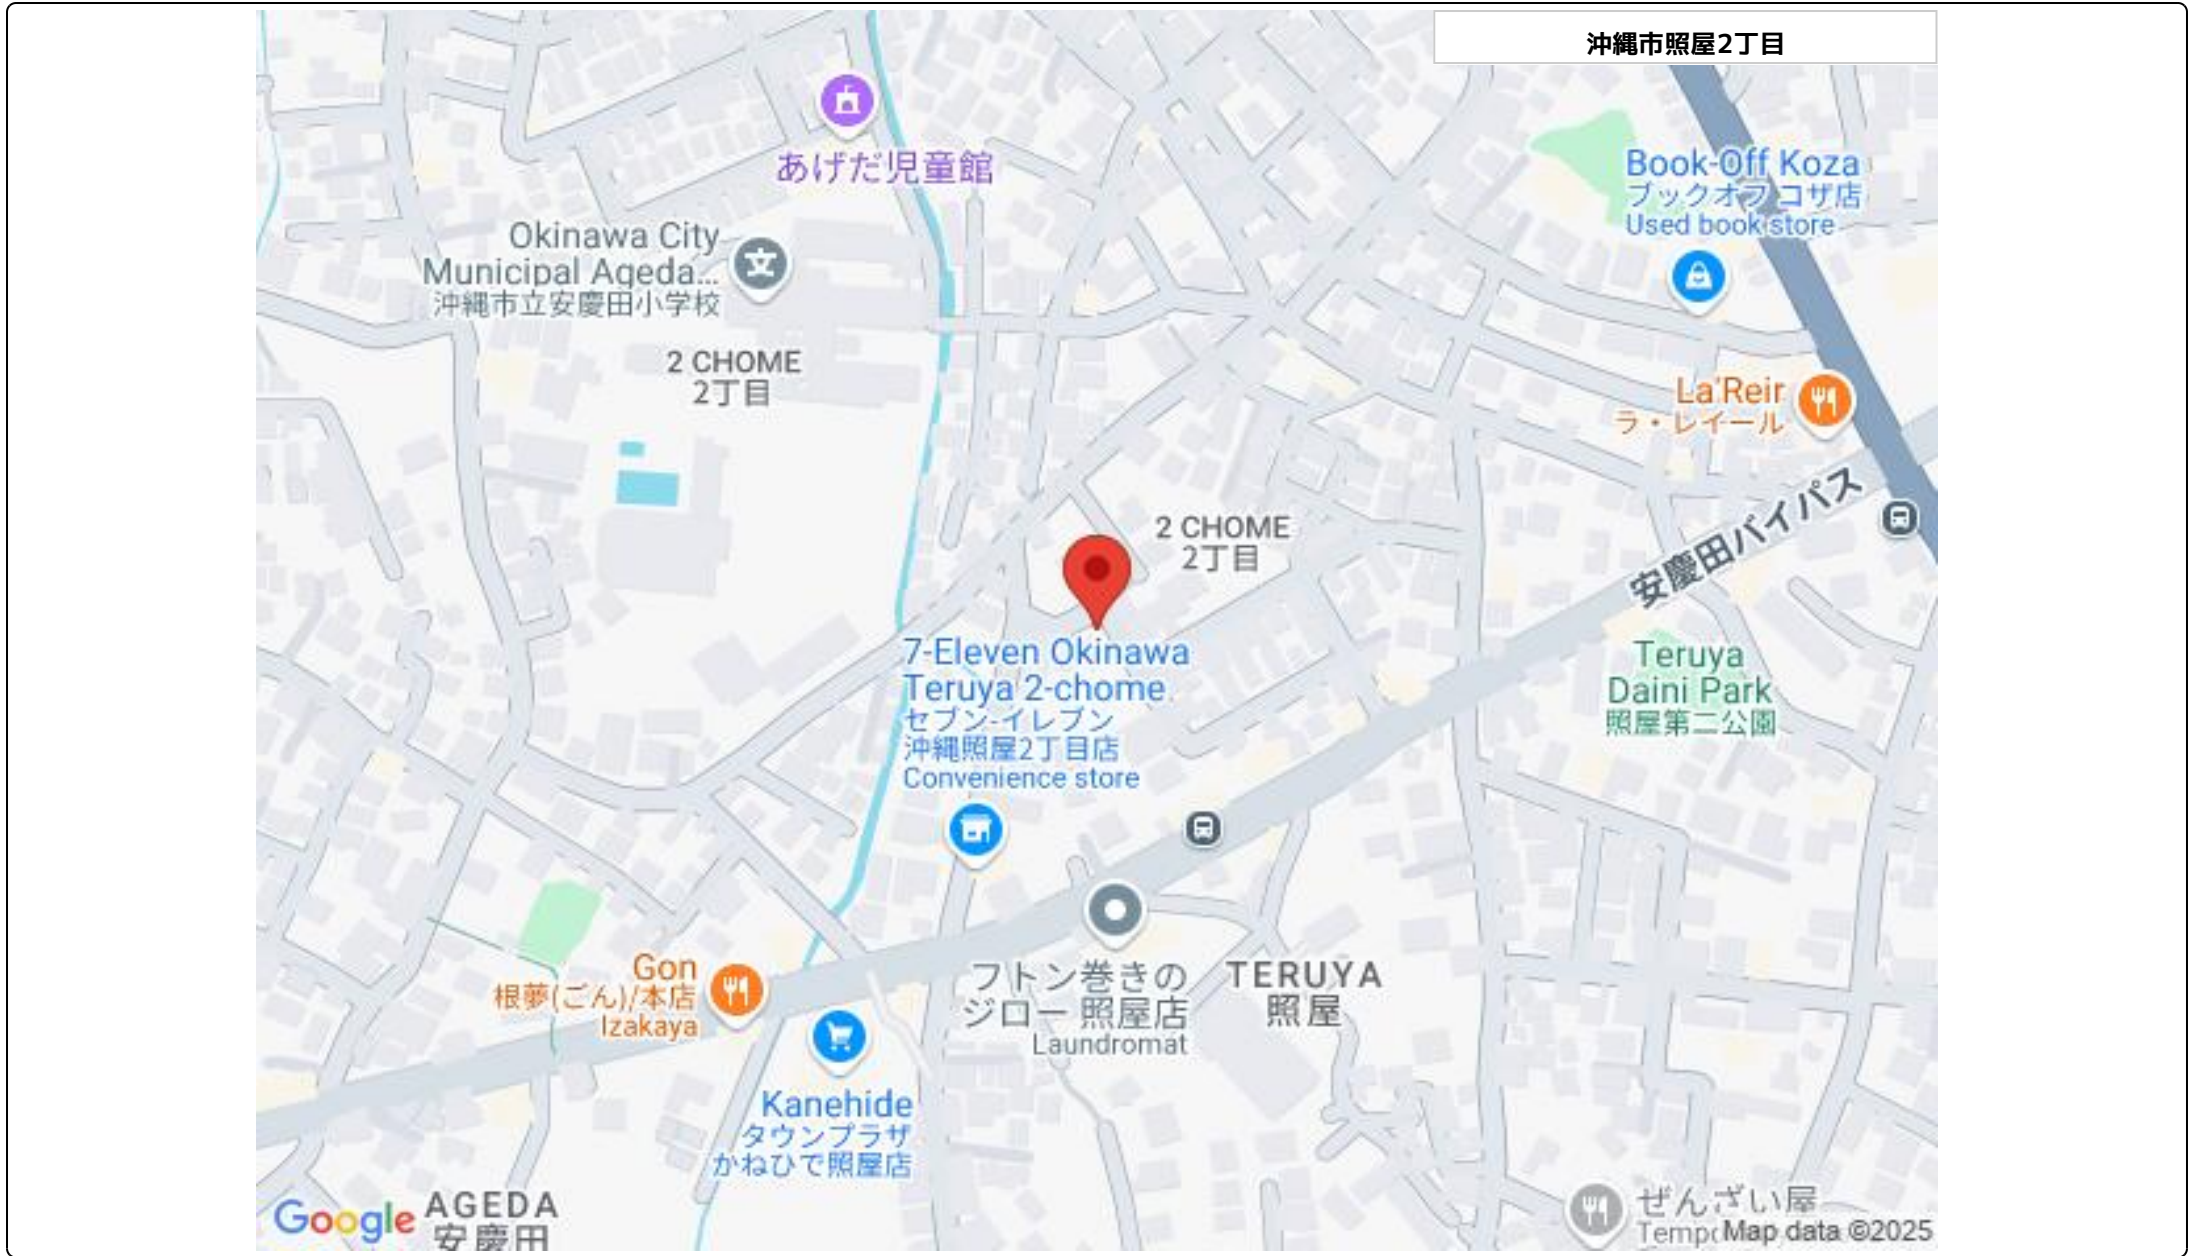 沖縄市照屋2丁目
あげだ児童館
Book-Off Koza
ブックオフ コザ店
Used book store
Okinawa City
Municipal Ageda...
沖縄市立安慶田小学校
2 CHOME
2丁目
La'Reir
ラ・レイール
安慶田バイパス
2 CHOME
2丁目
7-Eleven Okinawa
Teruya 2-chome
セブン-イレブン
沖縄照屋2丁目店
Convenience store
Teruya
Daini Park
照屋第二公園
Gon
根夢(ごん)/本店
Izakaya
フトン巻きの
ジロー 照屋店
Laundromat
TERUYA
照屋
Kanehide
タウンプラザ
かねひで照屋店
Google
AGEDA
安慶田
ぜんざい屋
Map data ©2025